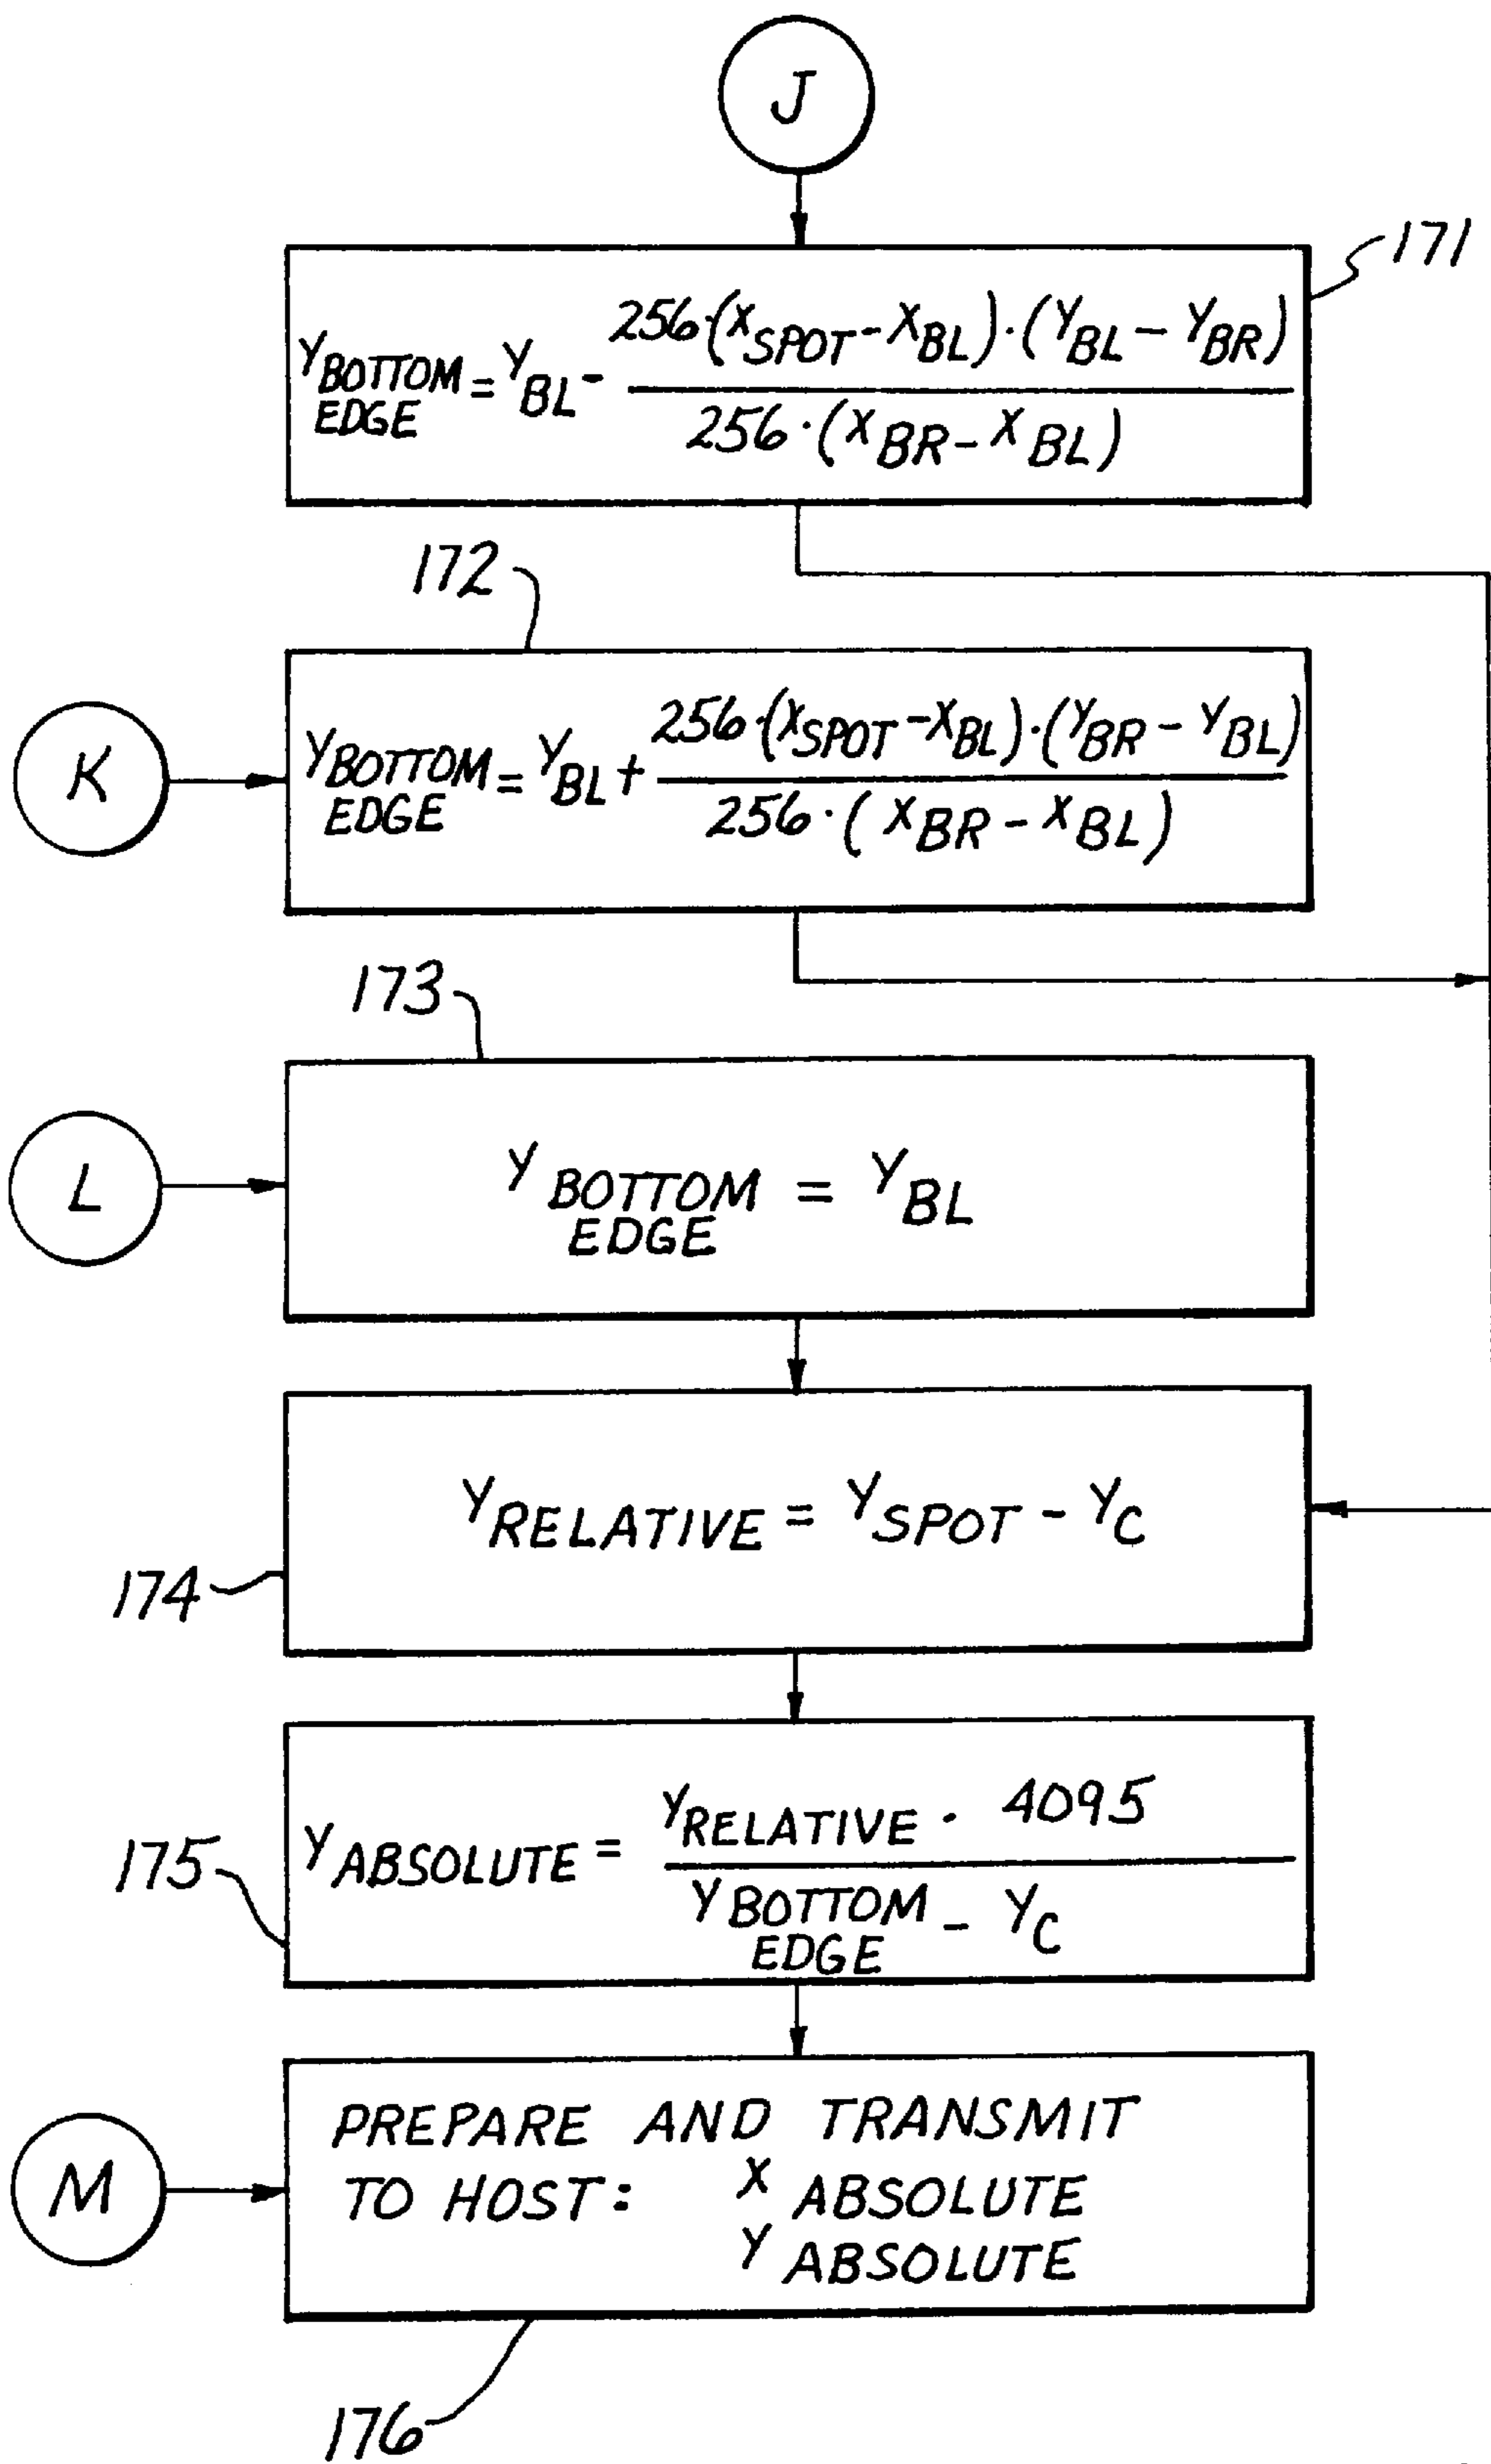 J
171
Y BOTTOM EDGE = Y BL - 256·(X SPOT - X BL)·(Y BL - Y BR)
256·(X BR - X BL)
172
K
Y BOTTOM EDGE = Y BL + 256·(X SPOT - X BL)·(Y BR - Y BL)
256·(X BR - X BL)
173
L
Y BOTTOM EDGE = Y BL
Y RELATIVE = Y SPOT - Y C
174
175
Y ABSOLUTE = Y RELATIVE · 4095
Y BOTTOM EDGE - Y C
M
PREPARE AND TRANSMIT
TO HOST: X ABSOLUTE
Y ABSOLUTE
176